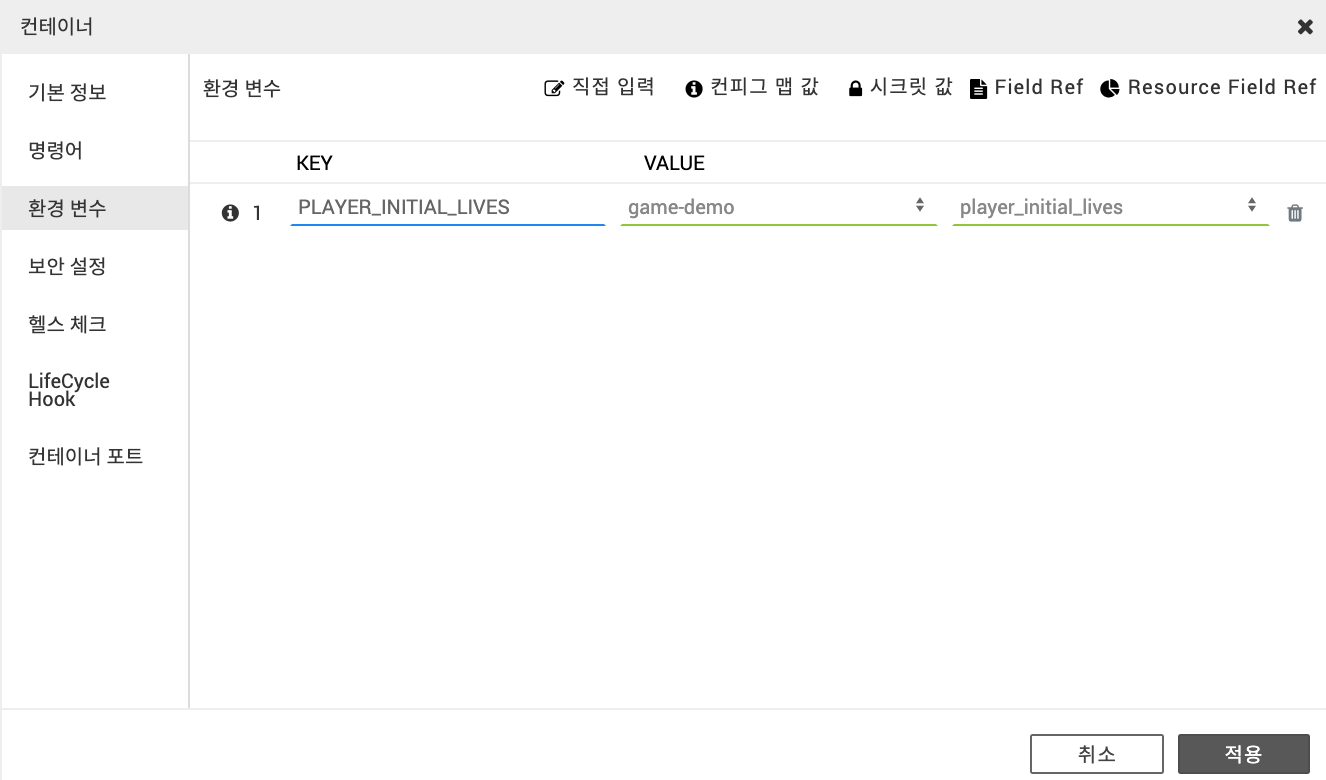 컨테이너
기본 정보
명령어
환경 변수
보안 설정
헬스 체크
LifeCycle
Hook
컨테이너 포트
환경 변수 직접 입력 컨피그 맵 값 시크릿 값 Field Ref Resource Field Ref
KEY VALUE
1 PLAYER_INITIAL_LIVES game-demo player_initial_lives
취소 적용